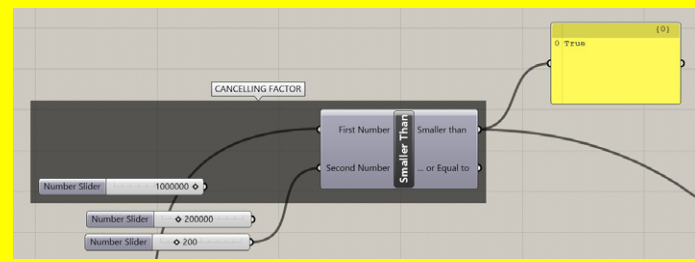 {0}
0 True
CANCELLING FACTOR
First Number
Smaller Than
Smaller than
Second Number
... or Equal to
Number Slider 1000000
Number Slider 200000
Number Slider 200